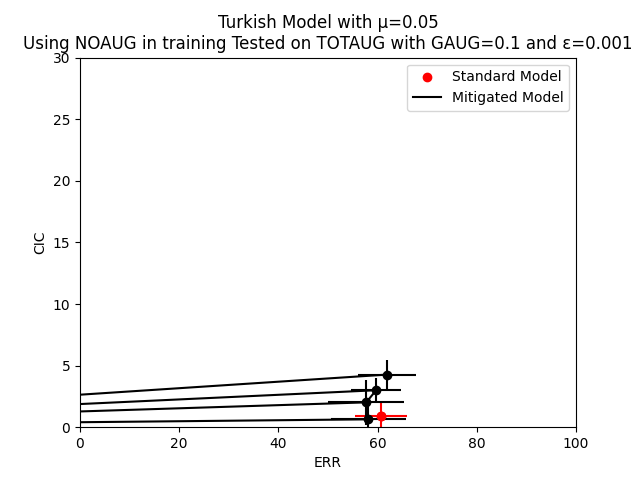 Turkish Model with μ=0.05
Using NOAUG in training Tested on TOTAUG with GAUG=0.1 and ε=0.001
Standard Model
Mitigated Model
30
25
20
15
10
5
0
CIC
0 20 40 60 80 100
ERR